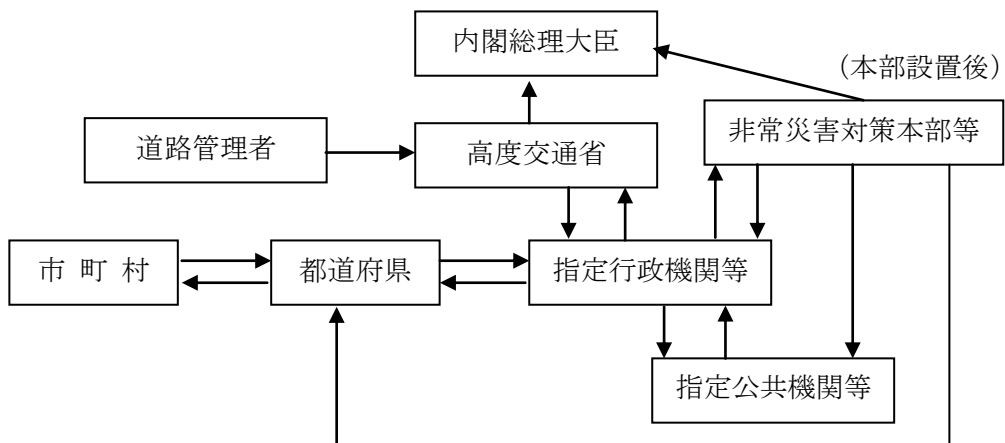 内閣総理大臣
（本部設置後）
非常災害対策本部等
道路管理者
高度交通省
市 町 村
都道府県
指定行政機関等
指定公共機関等